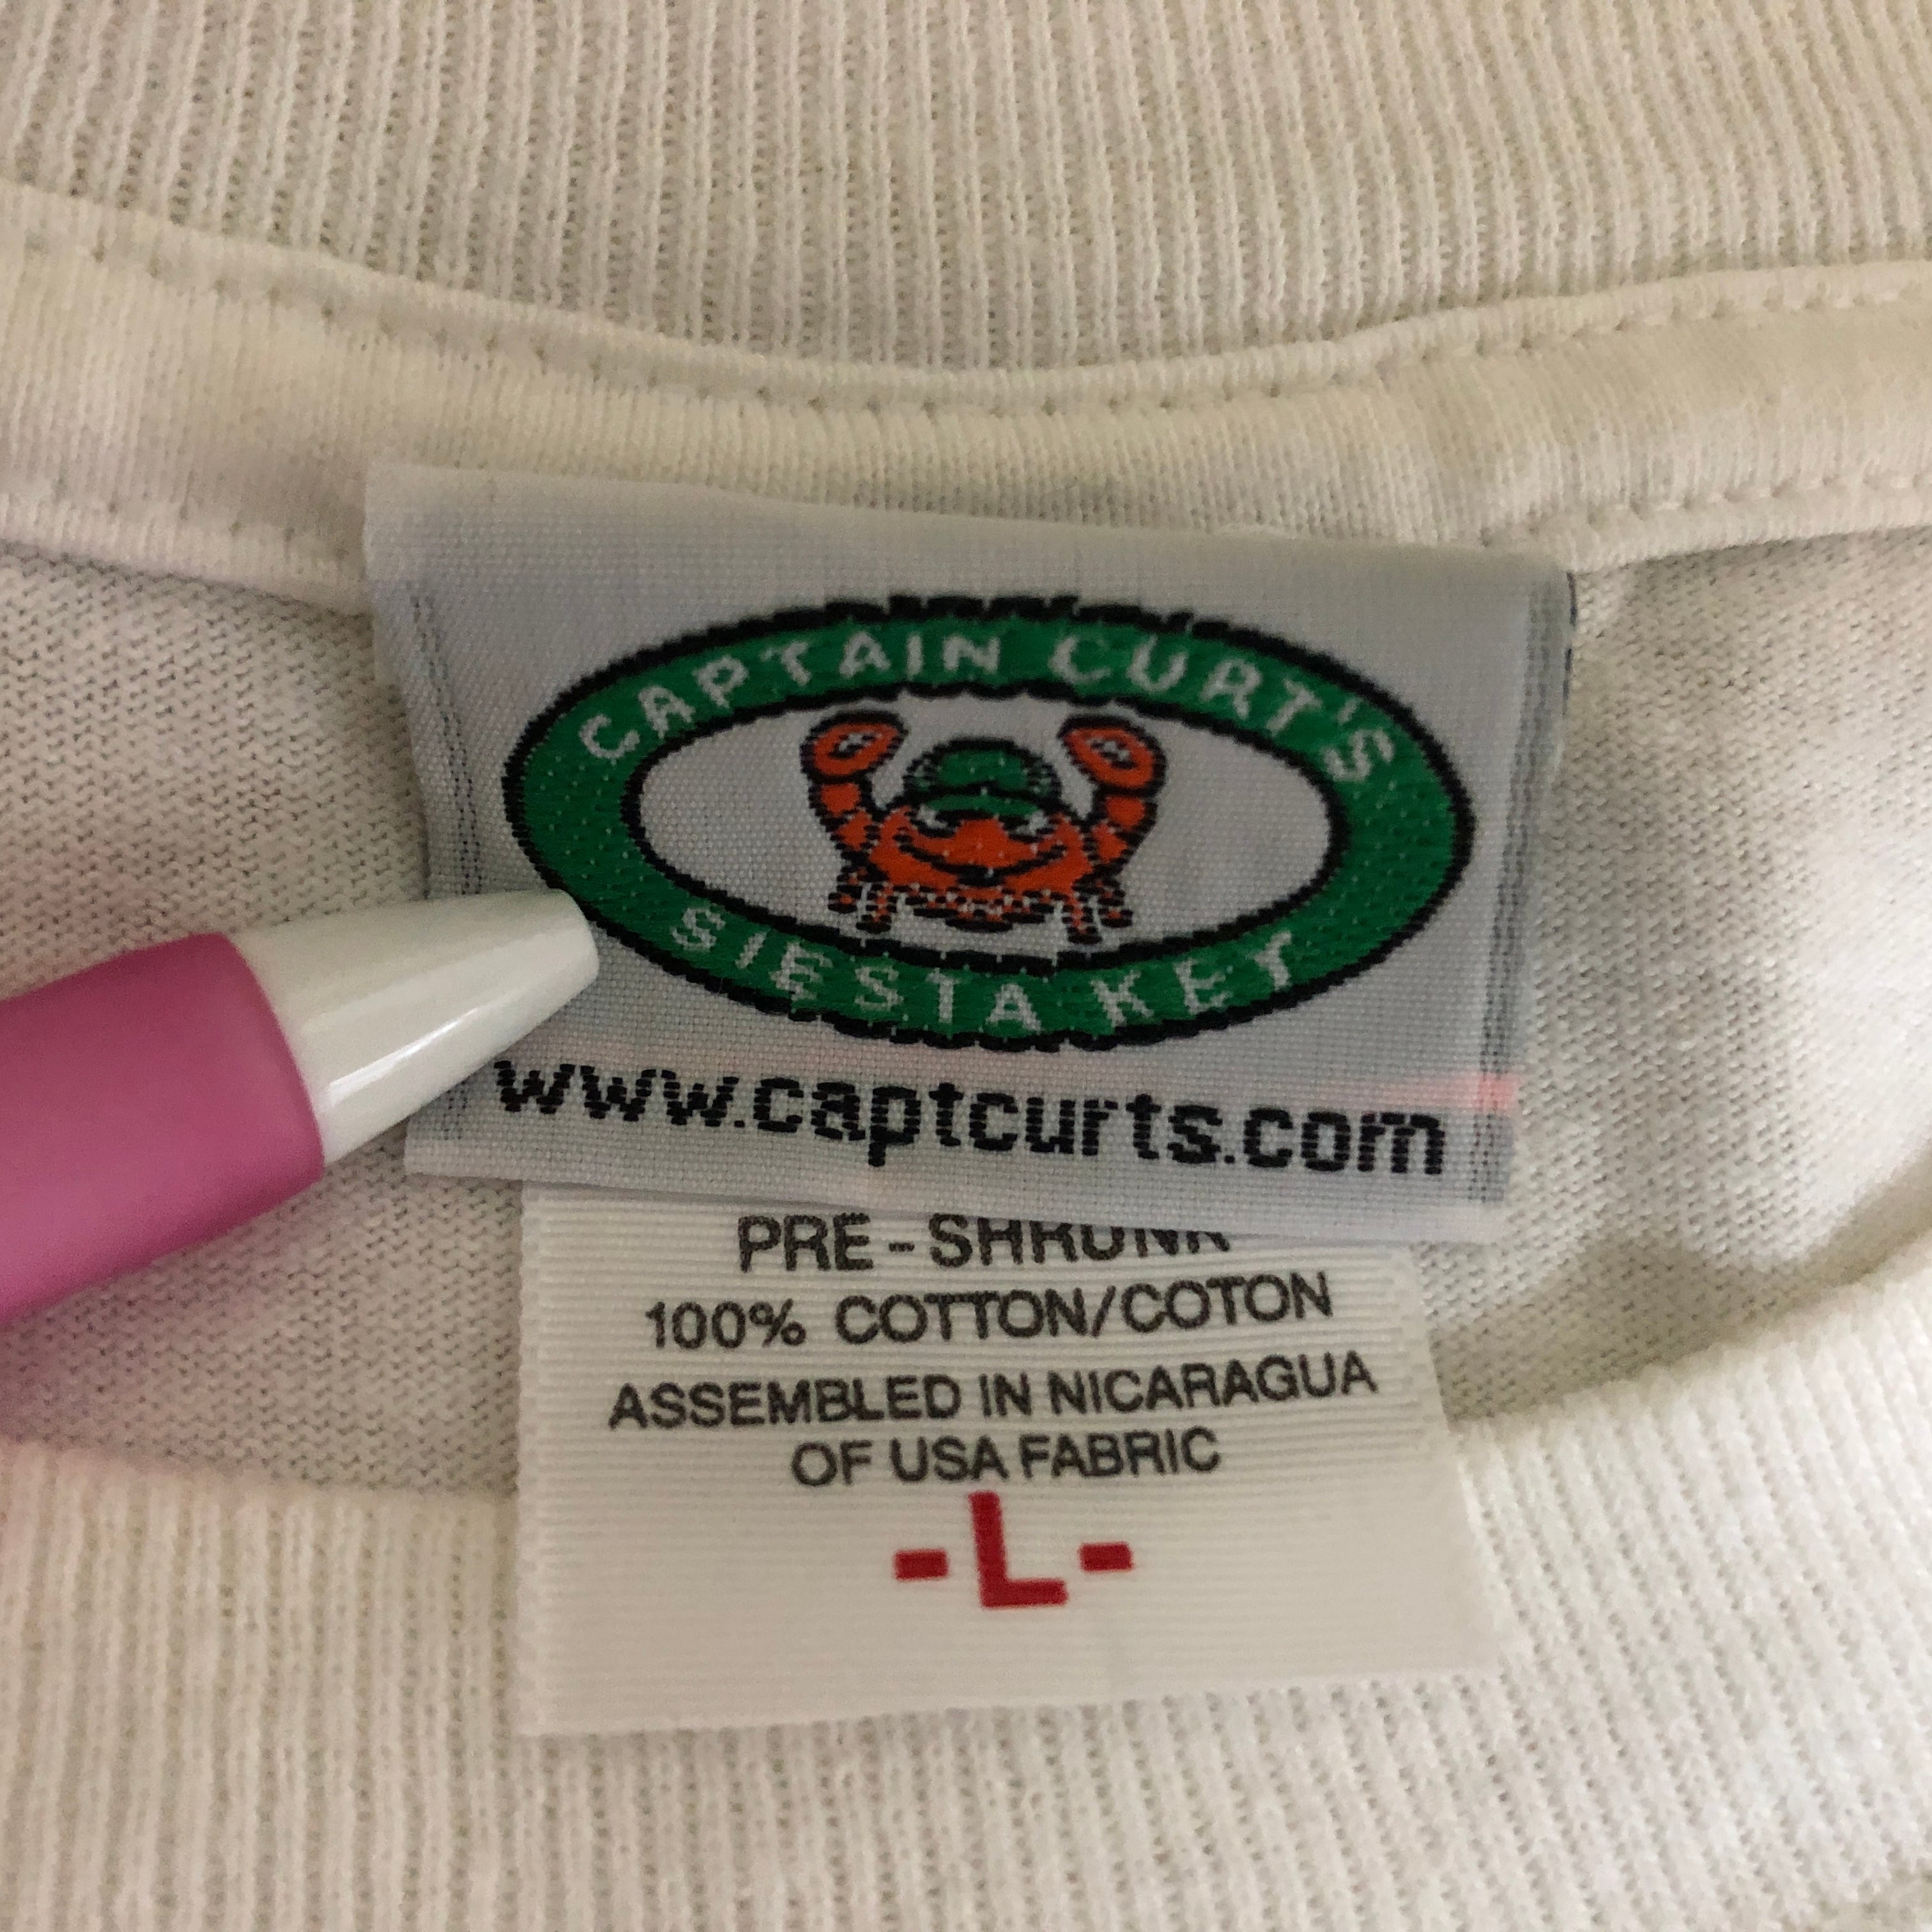 CAPTAIN CURT'S
SIESTA KEY
www.captcurts.com
PRE-SHRUNK
100% COTTON/COTON
ASSEMBLED IN NICARAGUA
OF USA FABRIC
-L-